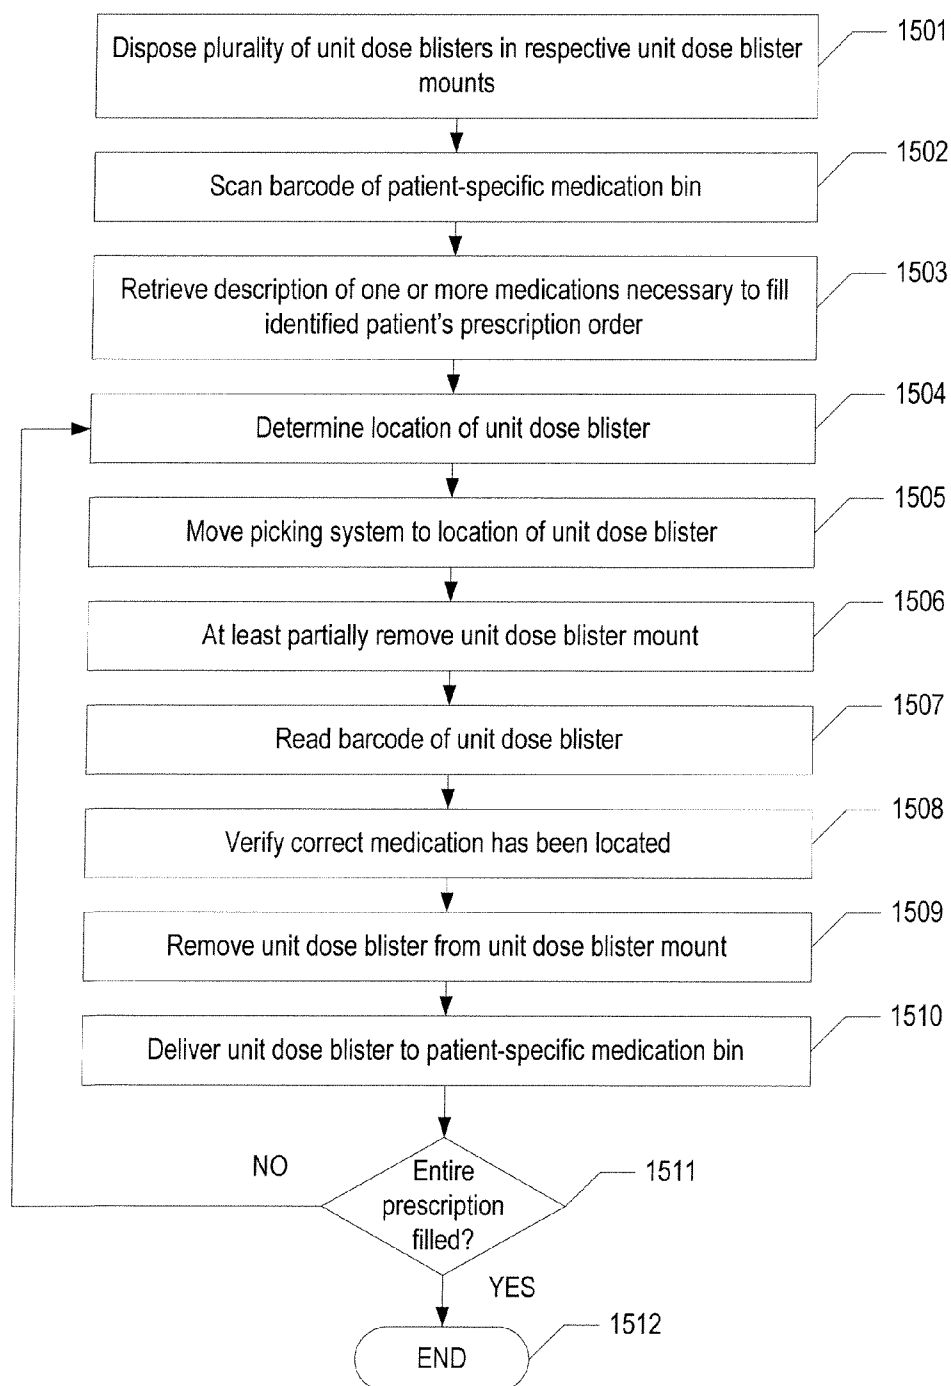 Dispose plurality of unit dose blisters in respective unit dose blister
mounts
1501
Scan barcode of patient-specific medication bin
1502
Retrieve description of one or more medications necessary to fill
identified patient's prescription order
1503
Determine location of unit dose blister
1504
Move picking system to location of unit dose blister
1505
At least partially remove unit dose blister mount
1506
Read barcode of unit dose blister
1507
Verify correct medication has been located
1508
Remove unit dose blister from unit dose blister mount
1509
Deliver unit dose blister to patient-specific medication bin
1510
NO
Entire
prescription
filled?
1511
YES
END
1512